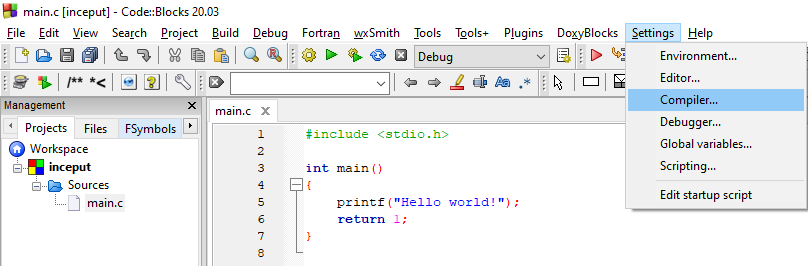 main.c [inceput] - Code::Blocks 20.03
File Edit View Search Project Build Debug Fortran wxSmith Tools Tools+ Plugins DoxyBlocks Settings Help
Debug
/** *<
Aa .*
Management
Projects Files FSymbols
Workspace
inceput
Sources
main.c
main.c
1 #include <stdio.h>
2
3 int main()
4 {
5 printf("Hello world!");
6 return 1;
7 }
8
Environment...
Editor...
Compiler...
Debugger...
Global variables...
Scripting...
Edit startup script